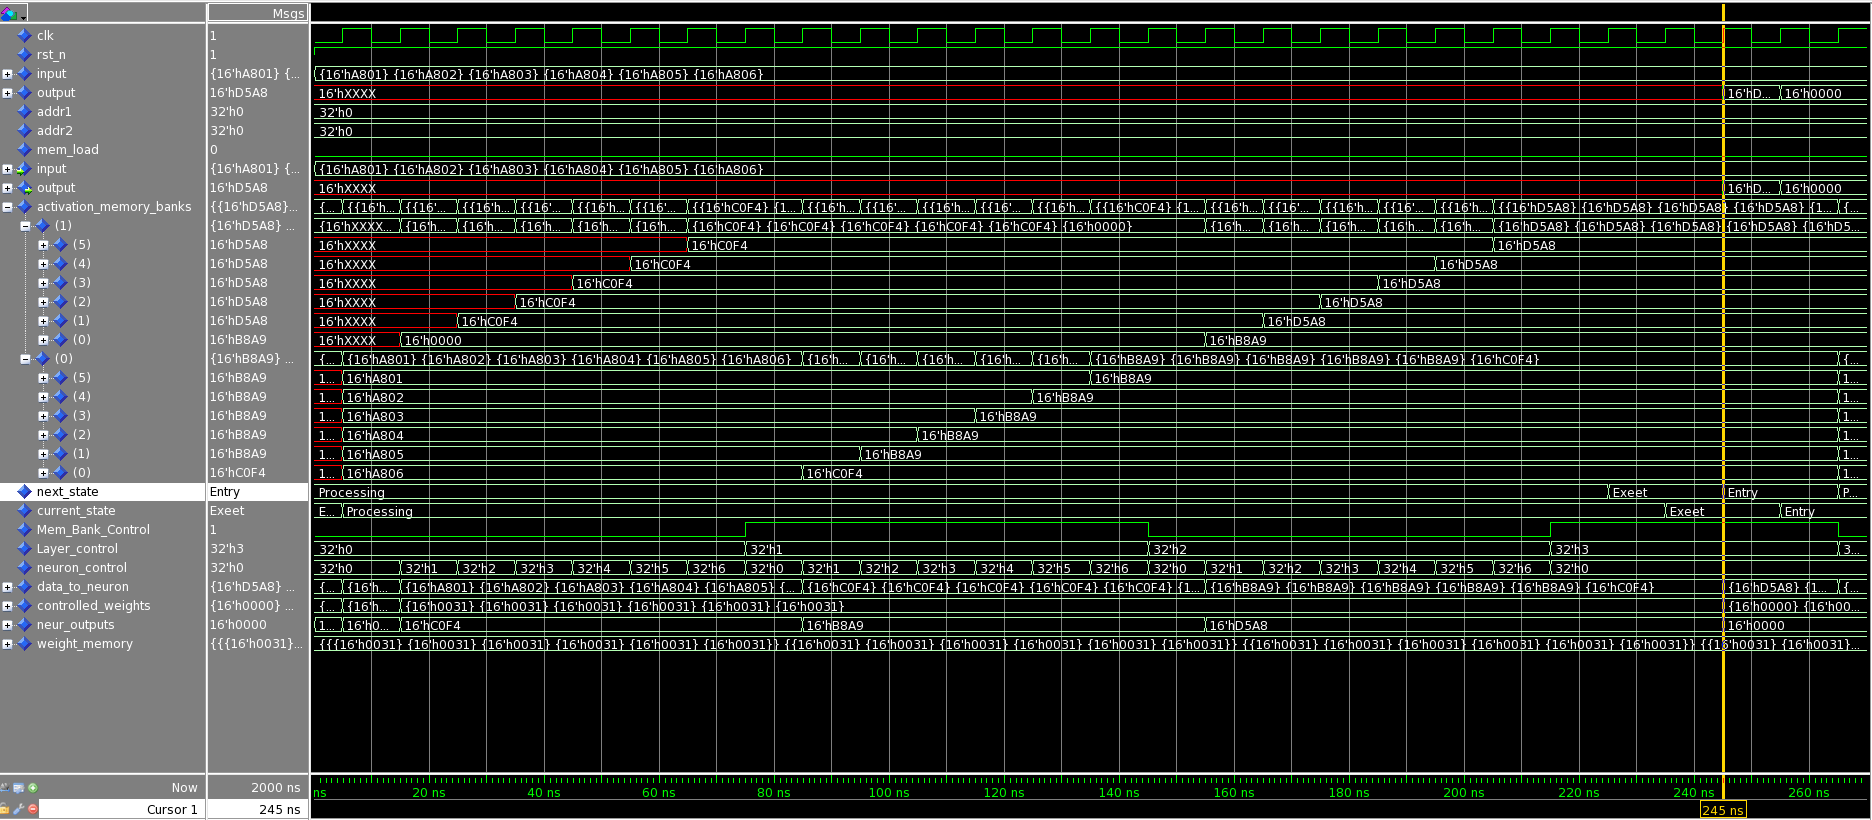 Msgs
clk 1
rst_n 1
input {16'hA801} {... {16'hA801} {16'hA802} {16'hA803} {16'hA804} {16'hA805} {16'hA806}
output 16'hD5A8 16'hXXXX 16'hD... 16'h0000
addr1 32'h0 32'h0
addr2 32'h0 32'h0
mem_load 0
input {16'hA801} {... {16'hA801} {16'hA802} {16'hA803} {16'hA804} {16'hA805} {16'hA806}
output 16'hD5A8 16'hXXXX 16'hD... 16'h0000
activation_memory_banks {{16'hD5A8}... {... {{16'h... {{16'... {{16'... {{16'... {{16'... {{16'... {{16'hC0F4} {1... {{16'h... {{16'... {{16'... {{16'... {{16'h... {{16'hC0F4} {1... {{16'h... {{16'... {{16'... {{16'... {{16'... {{16'hD5A8} {16'hD5A8} {16'hD5A8} {16'hD5A8} {1... {...
(1) {16'hD5A8} ... {16'hXXXX... {16'h... {16'h... {16'h... {16'h... {16'h... {16'hC0F4} {16'hC0F4} {16'hC0F4} {16'hC0F4} {16'hC0F4} {16'h0000} {16'h... {16'h... {16'h... {16'h... {16'h... {16'hD5A8} {16'hD5A8} {16'hD5A8} {16'hD5A8} {16'hD5...
(5) 16'hD5A8 16'hXXXX 16'hC0F4 16'hD5A8
(4) 16'hD5A8 16'hXXXX 16'hC0F4 16'hD5A8
(3) 16'hD5A8 16'hXXXX 16'hC0F4 16'hD5A8
(2) 16'hD5A8 16'hXXXX 16'hC0F4 16'hD5A8
(1) 16'hD5A8 16'hXXXX 16'hC0F4 16'hD5A8
(0) 16'hB8A9 16'hXXXX 16'h0000 16'hB8A9
(0) {16'hB8A9} ... {... {16'hA801} {16'hA802} {16'hA803} {16'hA804} {16'hA805} {16'hA806} {16'h... {16'h... {16'h... {16'h... {16'h... {16'hB8A9} {16'hB8A9} {16'hB8A9} {16'hB8A9} {16'hB8A9} {16'hC0F4} {...
(5) 16'hB8A9 1... 16'hA801 16'hB8A9 1...
(4) 16'hB8A9 1... 16'hA802 16'hB8A9 1...
(3) 16'hB8A9 1... 16'hA803 16'hB8A9 1...
(2) 16'hB8A9 1... 16'hA804 16'hB8A9 1...
(1) 16'hB8A9 1... 16'hA805 16'hB8A9 1...
(0) 16'hC0F4 1... 16'hA806 16'hC0F4 1...
next_state Entry Processing Exeet Entry P...
current_state Exeet E... Processing Exeet Entry
Mem_Bank_Control 1
Layer_control 32'h3 32'h0 32'h1 32'h2 32'h3 3...
neuron_control 32'h0 32'h0 32'h1 32'h2 32'h3 32'h4 32'h5 32'h6 32'h0 32'h1 32'h2 32'h3 32'h4 32'h5 32'h6 32'h0 32'h1 32'h2 32'h3 32'h4 32'h5 32'h6 32'h0
data_to_neuron {16'hD5A8} ... {... {16'h... {16'hA801} {16'hA802} {16'hA803} {16'hA804} {16'hA805} {... {16'hC0F4} {16'hC0F4} {16'hC0F4} {16'hC0F4} {16'hC0F4} {1... {16'hB8A9} {16'hB8A9} {16'hB8A9} {16'hB8A9} {16'hB8A9} {16'hC0F4} {16'hD5A8} {1... {...
controlled_weights {16'h0000} ... {... {16'h... {16'h0031} {16'h0031} {16'h0031} {16'h0031} {16'h0031} {16'h0031} {16'h0000} {16'h00...
neur_outputs 16'h0000 1... 16'h0... 16'hC0F4 16'hB8A9 16'hD5A8 16'h0000
weight_memory {{{16'h0031}... {{{16'h0031} {16'h0031} {16'h0031} {16'h0031} {16'h0031} {16'h0031}} {{16'h0031} {16'h0031} {16'h0031} {16'h0031} {16'h0031} {16'h0031}} {{16'h0031} {16'h0031} {16'h0031} {16'h0031} {16'h0031} {16'h0031}} {{16'h0031} {16'h0031}...
Now 2000 ns ns 20 ns 40 ns 60 ns 80 ns 100 ns 120 ns 140 ns 160 ns 180 ns 200 ns 220 ns 240 ns 260 ns
Cursor 1 245 ns 245 ns